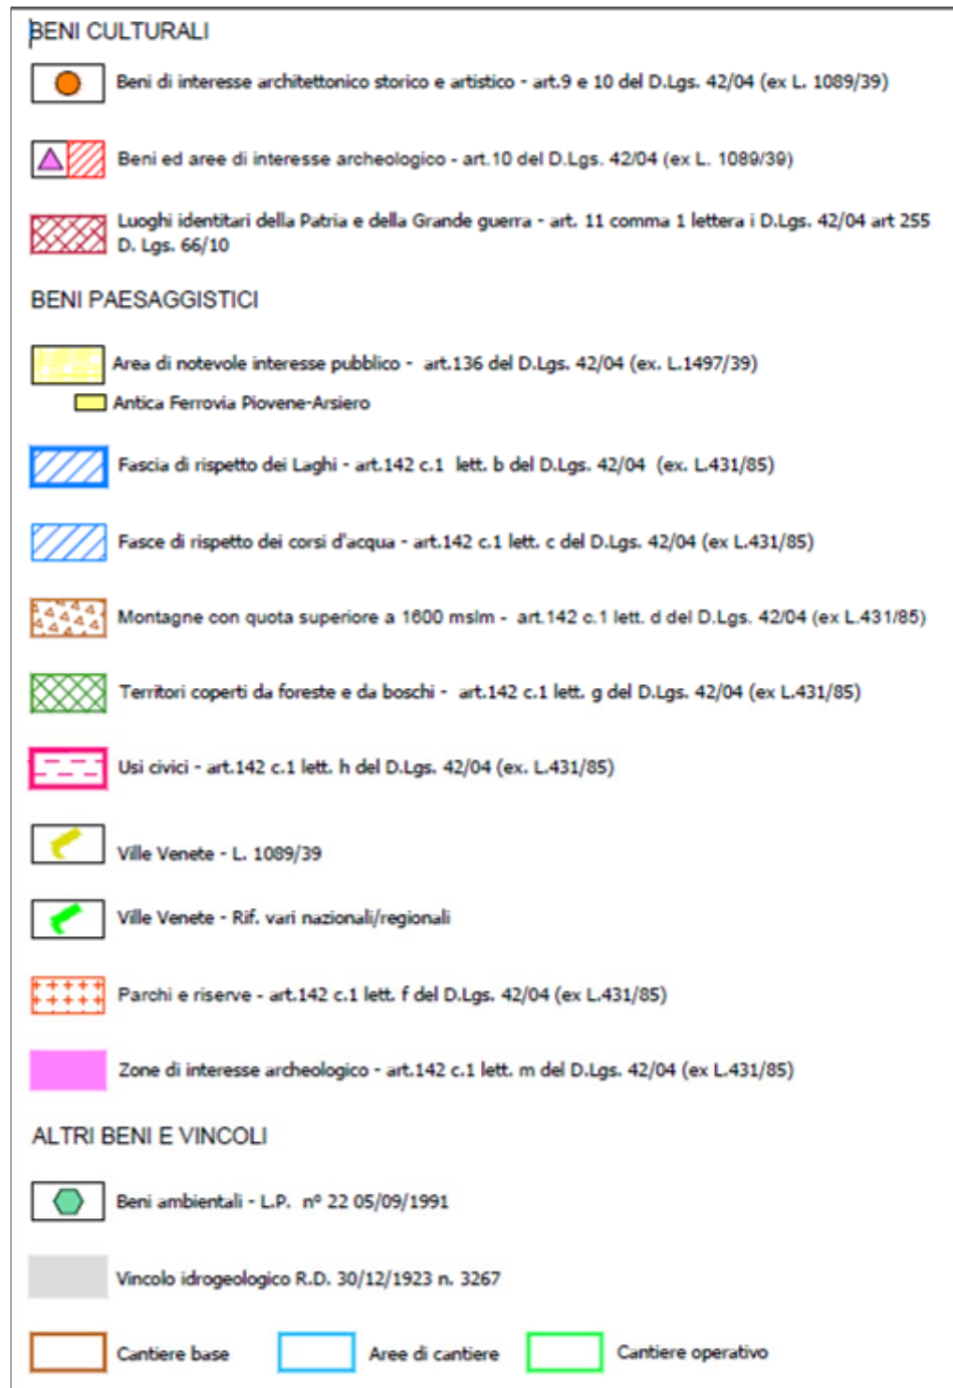 BENI CULTURALI
Beni di interesse architettonico storico e artistico - art.9 e 10 del D.Lgs. 42/04 (ex L. 1089/39)
Beni ed aree di interesse archeologico - art.10 del D.Lgs. 42/04 (ex L. 1089/39)
Luoghi identitari della Patria e della Grande guerra - art. 11 comma 1 lettera i D.Lgs. 42/04 art 255
D. Lgs. 66/10
BENI PAESAGGISTICI
Area di notevole interesse pubblico - art.136 del D.Lgs. 42/04 (ex. L.1497/39)
Antica Ferrovia Piovene-Arsiero
Fascia di rispetto dei Laghi - art.142 c.1 lett. b del D.Lgs. 42/04 (ex. L.431/85)
Fasce di rispetto dei corsi d'acqua - art.142 c.1 lett. c del D.Lgs. 42/04 (ex L.431/85)
Montagne con quota superiore a 1600 mslm - art.142 c.1 lett. d del D.Lgs. 42/04 (ex L.431/85)
Territori coperti da foreste e da boschi - art.142 c.1 lett. g del D.Lgs. 42/04 (ex L.431/85)
Usi civici - art.142 c.1 lett. h del D.Lgs. 42/04 (ex. L.431/85)
Ville Venete - L. 1089/39
Ville Venete - Rif. vari nazionali/regionali
Parchi e riserve - art.142 c.1 lett. f del D.Lgs. 42/04 (ex L.431/85)
Zone di interesse archeologico - art.142 c.1 lett. m del D.Lgs. 42/04 (ex L.431/85)
ALTRI BENI E VINCOLI
Beni ambientali - L.P. nº 22 05/09/1991
Vincolo idrogeologico R.D. 30/12/1923 n. 3267
Cantiere base Aree di cantiere Cantiere operativo